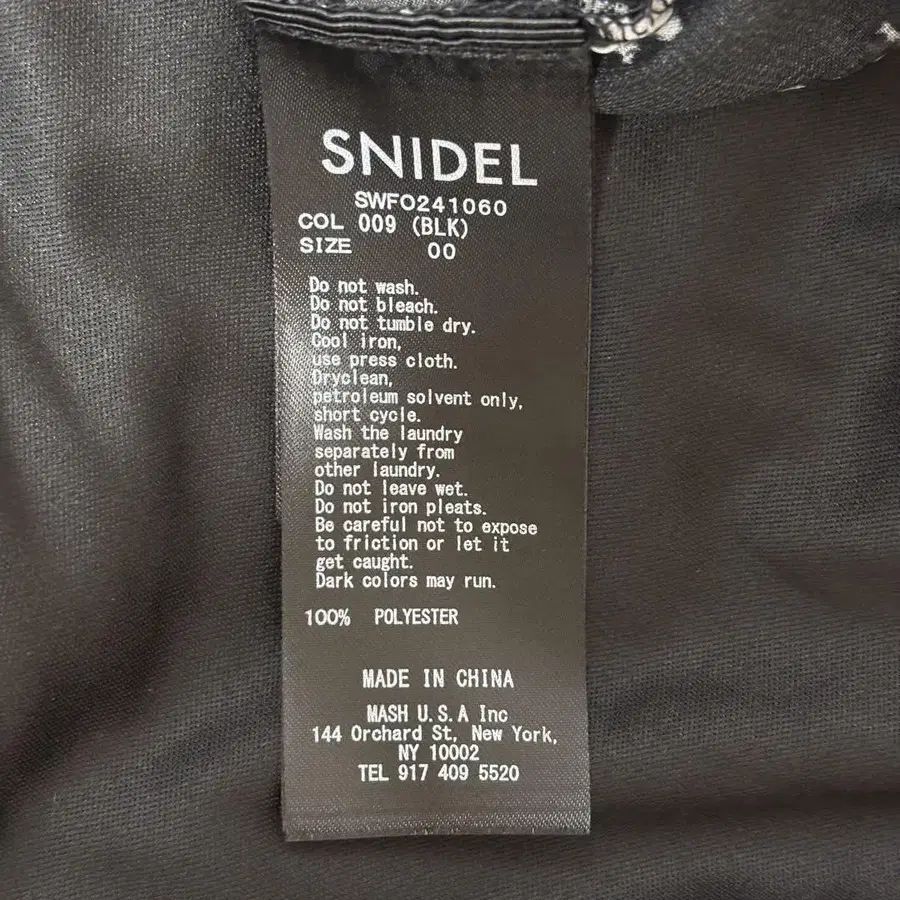 SNIDEL
SWFO241060
COL 009 (BLK)
SIZE 00
Do not wash.
Do not bleach.
Do not tumble dry.
Cool iron,
use press cloth.
Dryclean,
petroleum solvent only,
short cycle.
Wash the laundry
separately from
other laundry.
Do not leave wet.
Do not iron pleats.
Be careful not to expose
to friction or let it
get caught.
Dark colors may run.
100% POLYESTER
MADE IN CHINA
MASH U.S.A Inc
144 Orchard St, New York,
NY 10002
TEL 917 409 5520